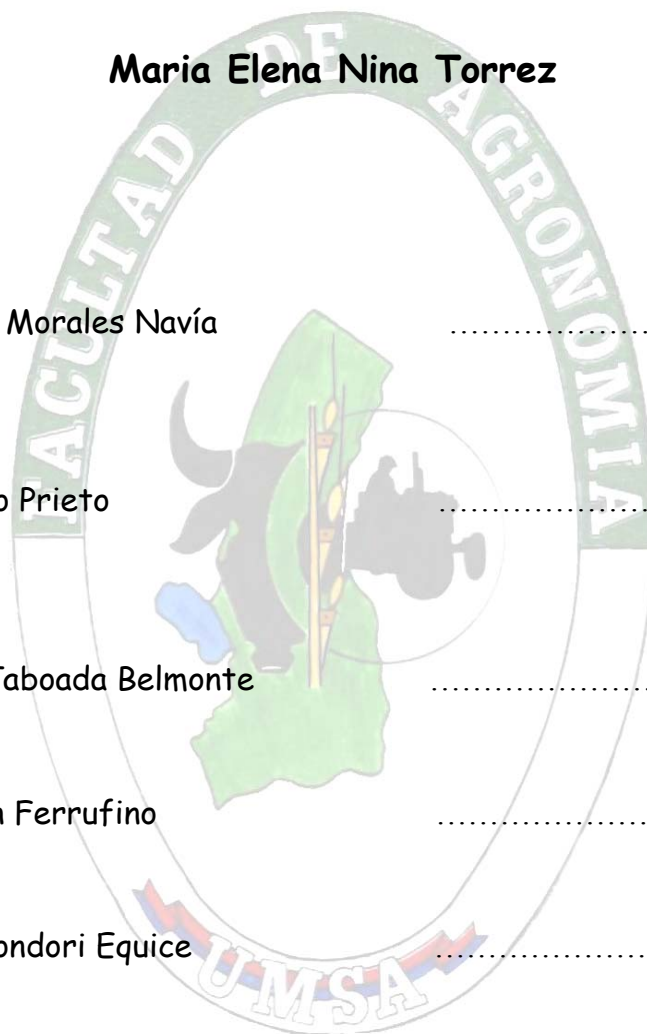 Maria Elena Nina Torrez
FACULTAD DE AGRONOMIA
Morales Navía ......................
o Prieto ......................
Taboada Belmonte ......................
n Ferrufino ......................
ondori Equice ......................
UMSA